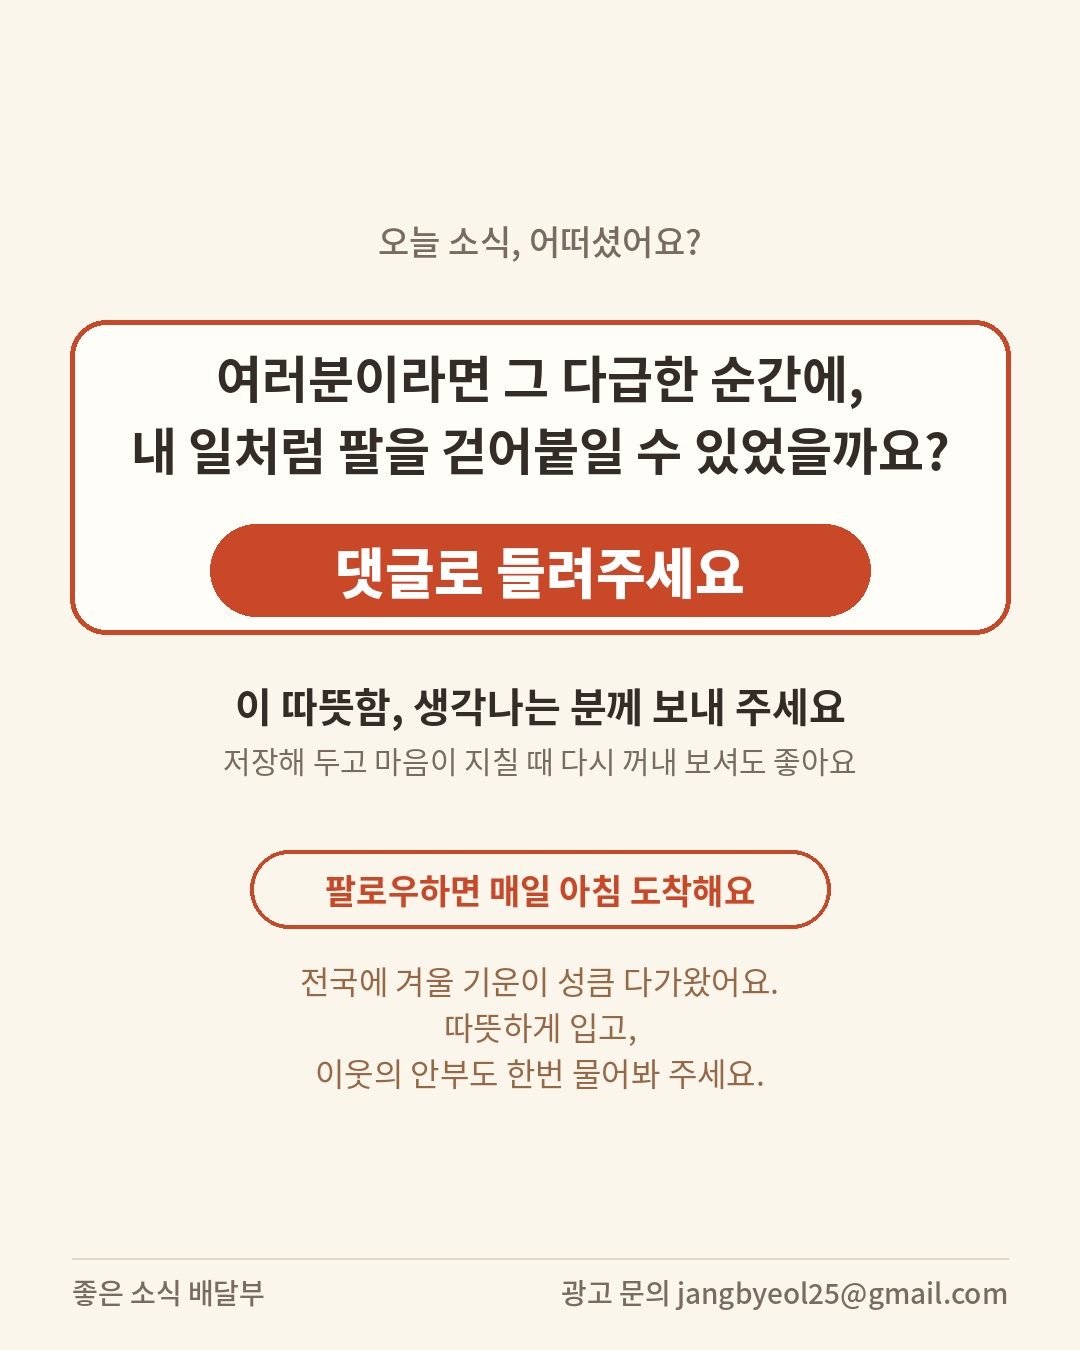 오늘 소식, 어떠셨어요?
여러분이라면 그 다급한 순간에,
내 일처럼 팔을 걷어붙일 수 있었을까요?
댓글로 들려주세요
이 따뜻함, 생각나는 분께 보내 주세요
저장해 두고 마음이 지칠 때 다시 꺼내 보셔도 좋아요
팔로우하면 매일 아침 도착해요
전국에 겨울 기운이 성큼 다가왔어요.
따뜻하게 입고,
이웃의 안부도 한번 물어봐 주세요.
좋은 소식 배달부
광고 문의 jangbyeol25@gmail.com